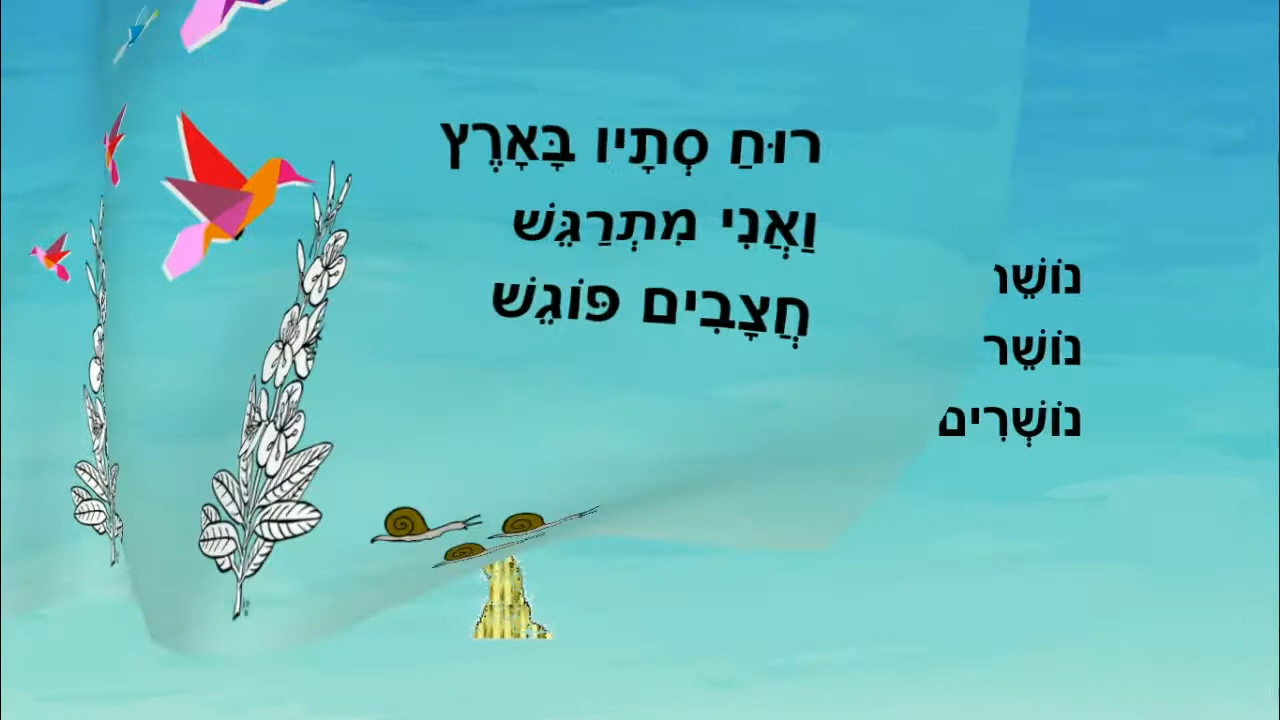 רוּחַ סְתָיו בָּאָרֶץ
וַאֲנִי מִתְרַגֵּשׁ
חֲצָבִים פּוֹגֵשׁ
נוֹשֵׁר
נוֹשֵׁר
נוֹשְׁרִים